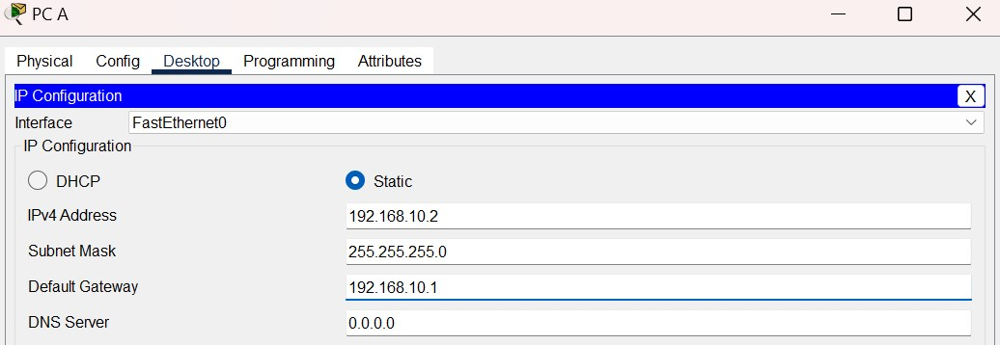 PC A
Physical Config Desktop Programming Attributes
IP Configuration X
Interface FastEthernet0
IP Configuration
DHCP Static
IPv4 Address 192.168.10.2
Subnet Mask 255.255.255.0
Default Gateway 192.168.10.1
DNS Server 0.0.0.0